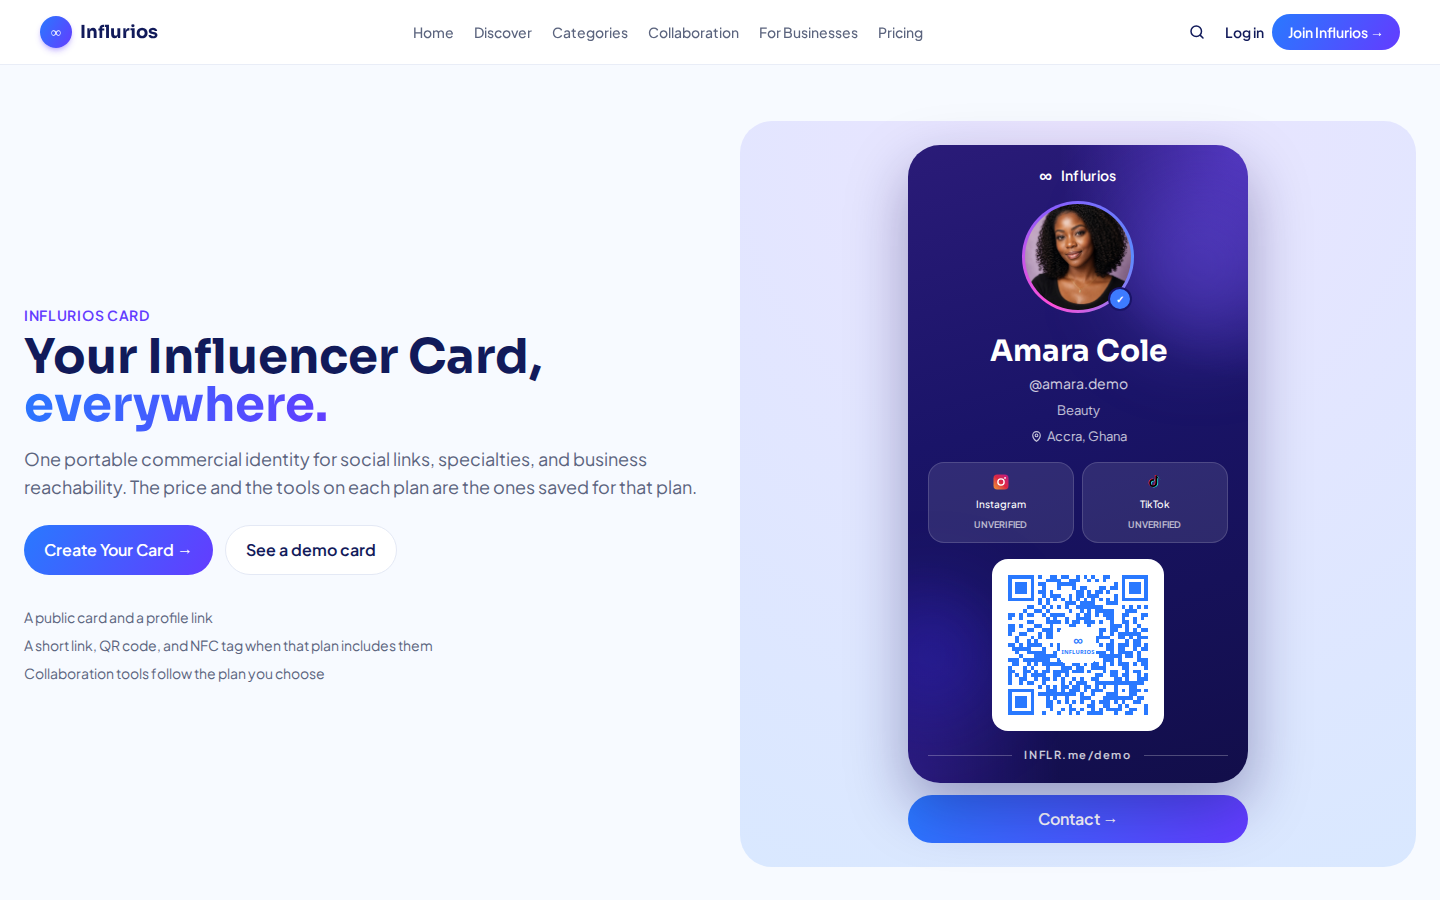 ∞ Influrios
Home Discover Categories Collaboration For Businesses Pricing
Log in
Join Influrios →
INFLURIOS CARD
Your Influencer Card,
everywhere.
One portable commercial identity for social links, specialties, and business
reachability. The price and the tools on each plan are the ones saved for that plan.
Create Your Card →
See a demo card
A public card and a profile link
A short link, QR code, and NFC tag when that plan includes them
Collaboration tools follow the plan you choose
∞ Influrios
✓
Amara Cole
@amara.demo
Beauty
Accra, Ghana
Instagram
UNVERIFIED
TikTok
UNVERIFIED
∞
INFLURIOS
INFLR.me/demo
Contact →